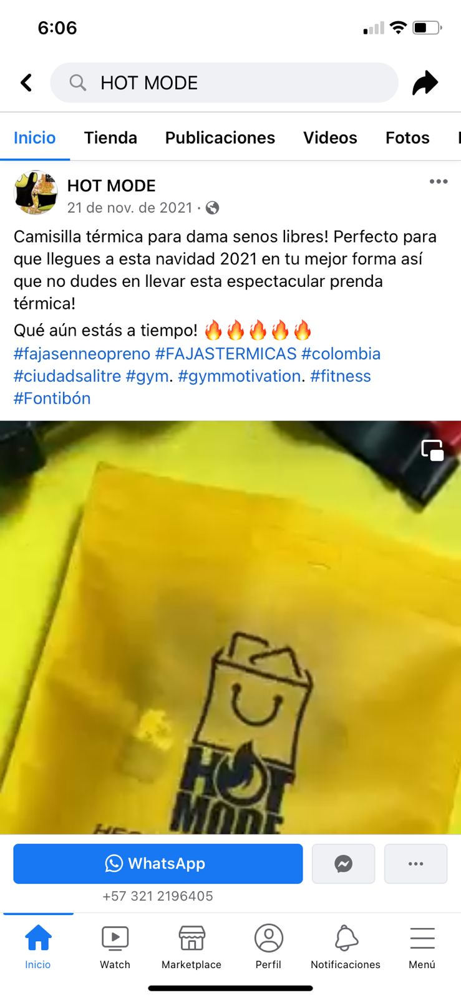 6:06
HOT MODE
Inicio Tienda Publicaciones Videos Fotos
HOT MODE
21 de nov. de 2021 ·
Camisilla térmica para dama senos libres! Perfecto para
que llegues a esta navidad 2021 en tu mejor forma así
que no dudes en llevar esta espectacular prenda
térmica!
Qué aún estás a tiempo! 🔥🔥🔥🔥🔥
#fajasenneopreno #FAJASTERMICAS #colombia
#ciudadsalitre #gym. #gymmotivation. #fitness
#Fontibón
HOT
MODE
WhatsApp
+57 321 2196405
Inicio Watch Marketplace Perfil Notificaciones Menú